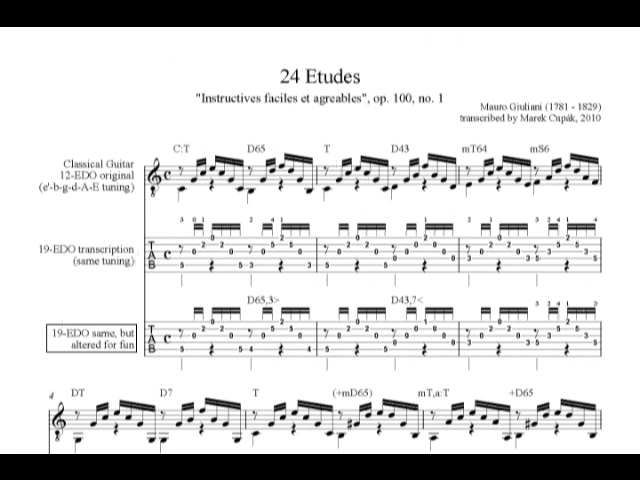 24 Etudes
"Instructives faciles et agreables", op. 100, no. 1
Mauro Giuliani (1781 - 1829)
transcribed by Marek Čupák, 2010
C:T D65 T D43 mT64 mS6
Classical Guitar
12-EDO original
(e'-b-g-d-A-E tuning)
19-EDO transcription
(same tuning)
D65,3> D43,7<
19-EDO same, but
altered for fun
4 DT D7 T (+mD65) mT,a:T +D65